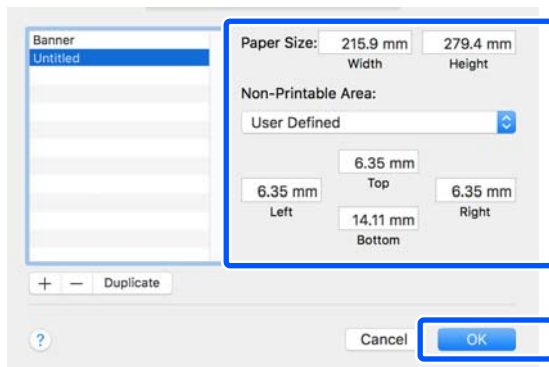 Banner
Untitled
Paper Size: 215.9 mm 279.4 mm
Width Height
Non-Printable Area:
User Defined
6.35 mm
Top
6.35 mm 6.35 mm
Left Right
14.11 mm
Bottom
+ − Duplicate
? Cancel OK